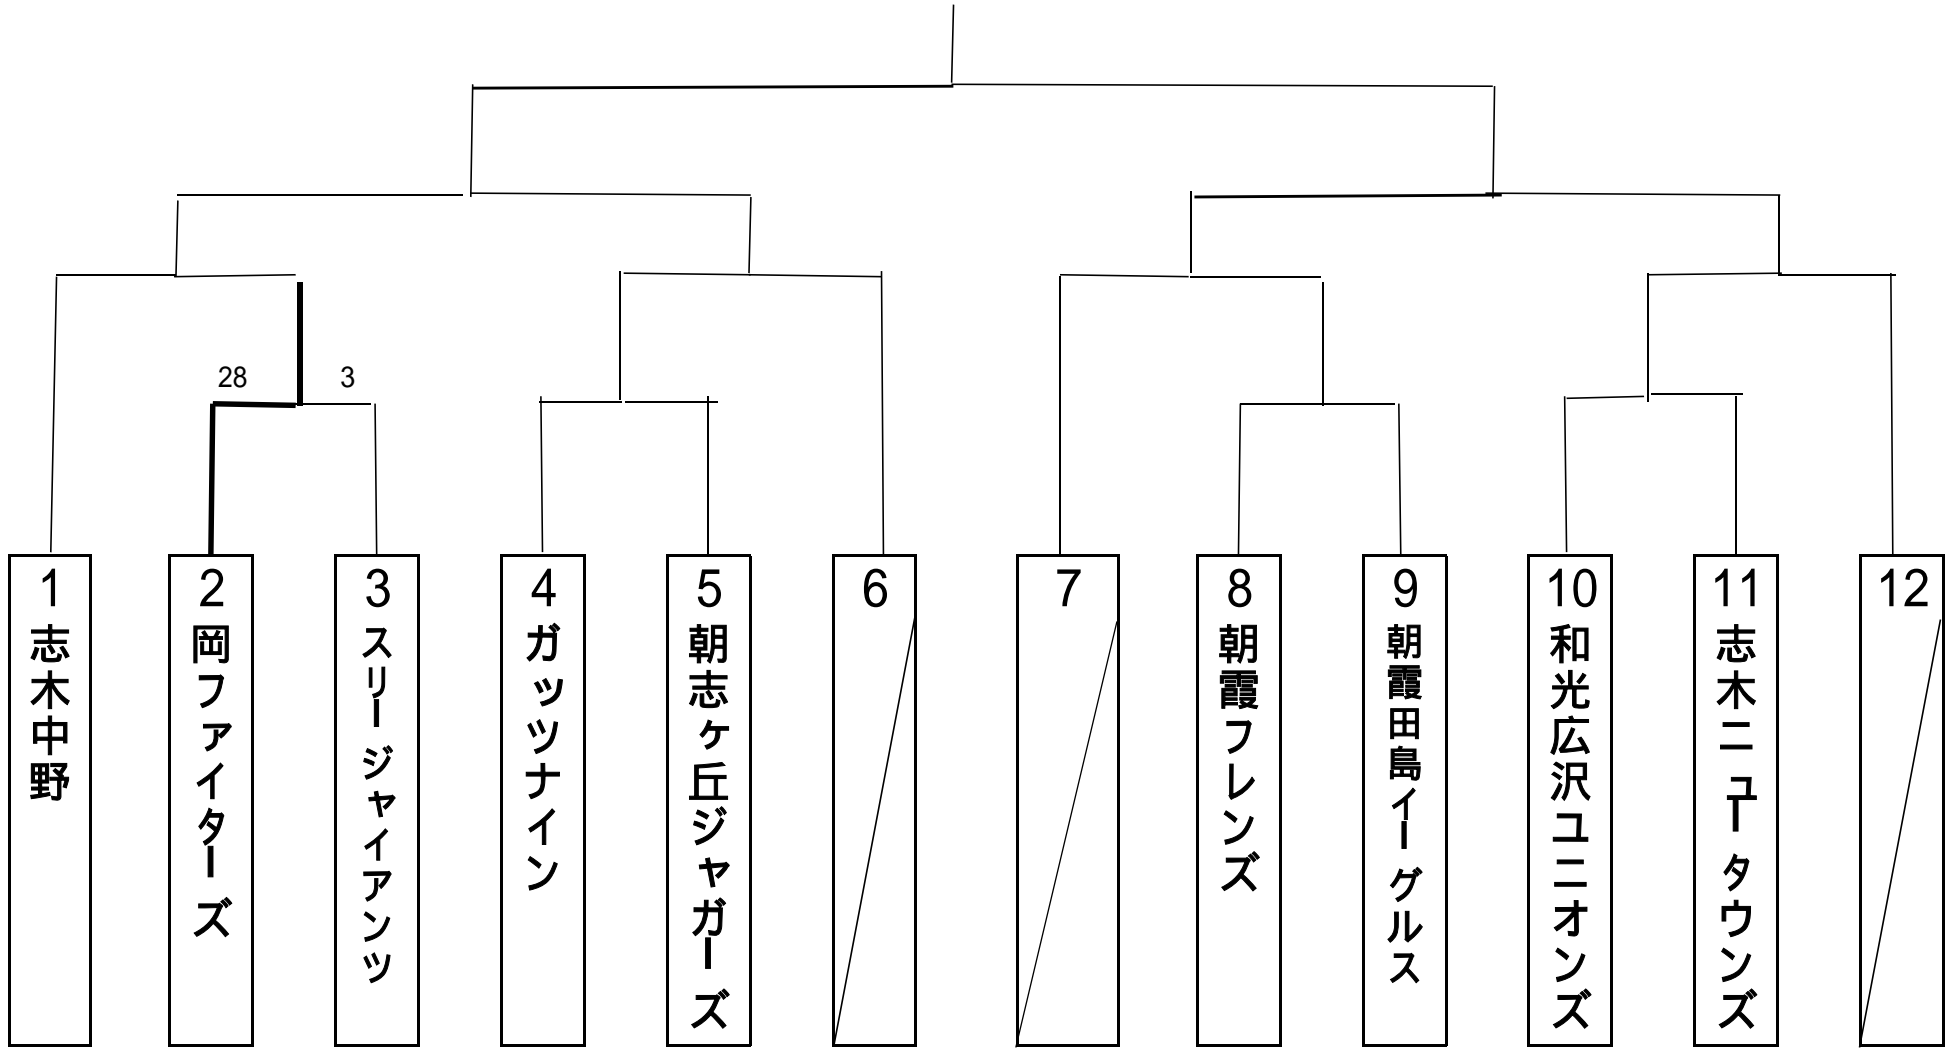 28 3
1
志木中野
2
岡ファイターズ
3
スリージャイアンツ
4
ガッツナイン
5
朝志ヶ丘ジャガーズ
6
7
8
朝霞フレンズ
9
朝霞田島イーグルス
10
和光広沢ユニオンズ
11
志木ニュータウンズ
12